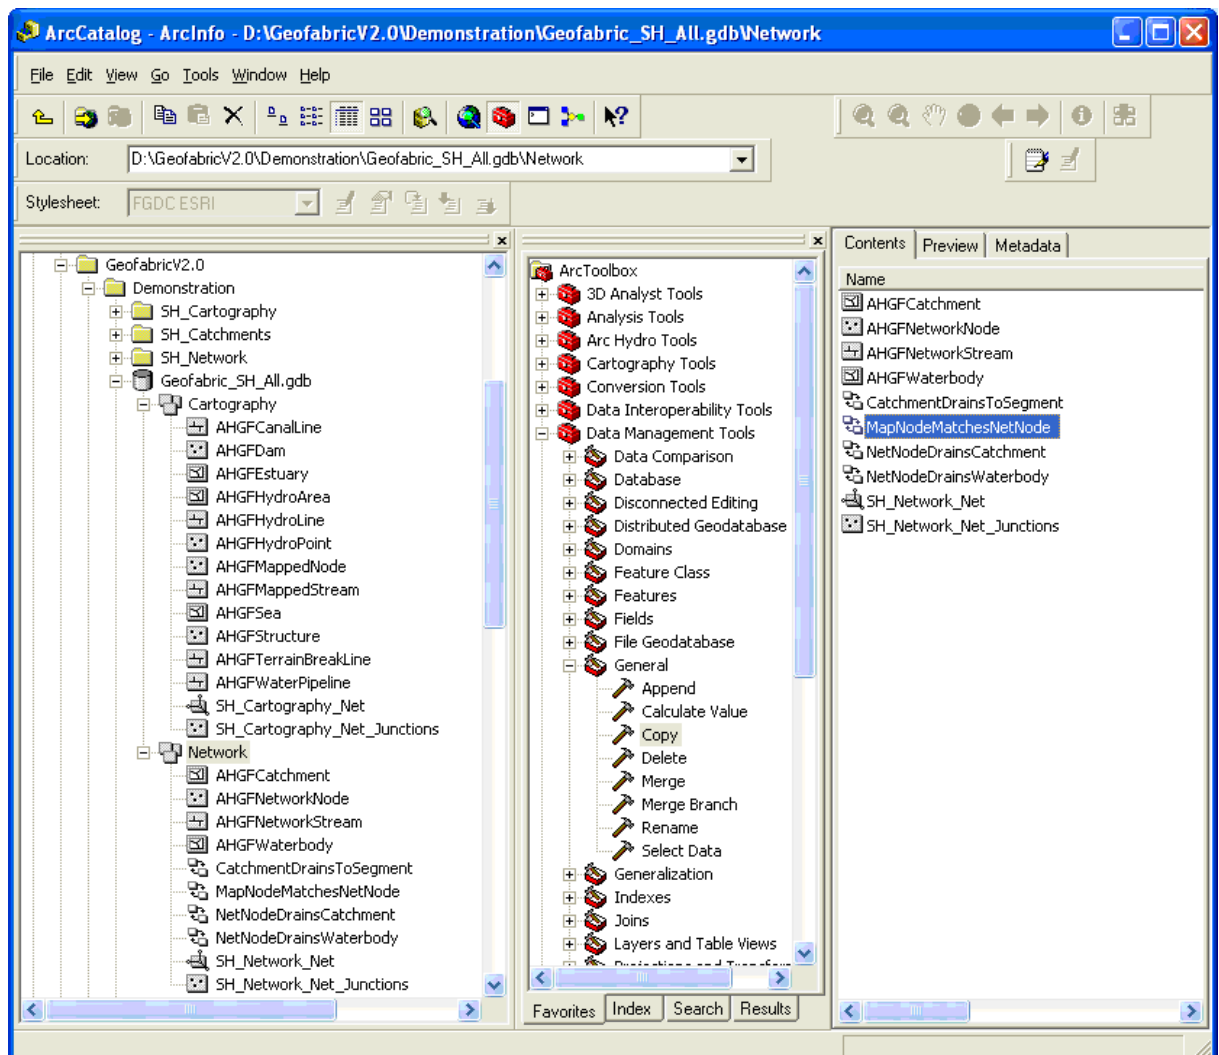 ArcCatalog - ArcInfo - D:\GeofabricV2.0\Demonstration\Geofabric_SH_All.gdb\Network
File Edit View Go Tools Window Help
Location: D:\GeofabricV2.0\Demonstration\Geofabric_SH_All.gdb\Network
Stylesheet: FGDC ESRI
GeofabricV2.0
Demonstration
SH_Cartography
SH_Catchments
SH_Network
Geofabric_SH_All.gdb
Cartography
AHGFCanalLine
AHGFDam
AHGFEstuary
AHGFHydroArea
AHGFHydroLine
AHGFHydroPoint
AHGFMappedNode
AHGFMappedStream
AHGFSea
AHGFStructure
AHGFTerrainBreakLine
AHGFWaterPipeline
SH_Cartography_Net
SH_Cartography_Net_Junctions
Network
AHGFCatchment
AHGFNetworkNode
AHGFNetworkStream
AHGFWaterbody
CatchmentDrainsToSegment
MapNodeMatchesNetNode
NetNodeDrainsCatchment
NetNodeDrainsWaterbody
SH_Network_Net
SH_Network_Net_Junctions
ArcToolbox
3D Analyst Tools
Analysis Tools
Arc Hydro Tools
Cartography Tools
Conversion Tools
Data Interoperability Tools
Data Management Tools
Data Comparison
Database
Disconnected Editing
Distributed Geodatabase
Domains
Feature Class
Features
Fields
File Geodatabase
General
Append
Calculate Value
Copy
Delete
Merge
Merge Branch
Rename
Select Data
Generalization
Indexes
Joins
Layers and Table Views
Favorites Index Search Results
Contents Preview Metadata
Name
AHGFCatchment
AHGFNetworkNode
AHGFNetworkStream
AHGFWaterbody
CatchmentDrainsToSegment
MapNodeMatchesNetNode
NetNodeDrainsCatchment
NetNodeDrainsWaterbody
SH_Network_Net
SH_Network_Net_Junctions